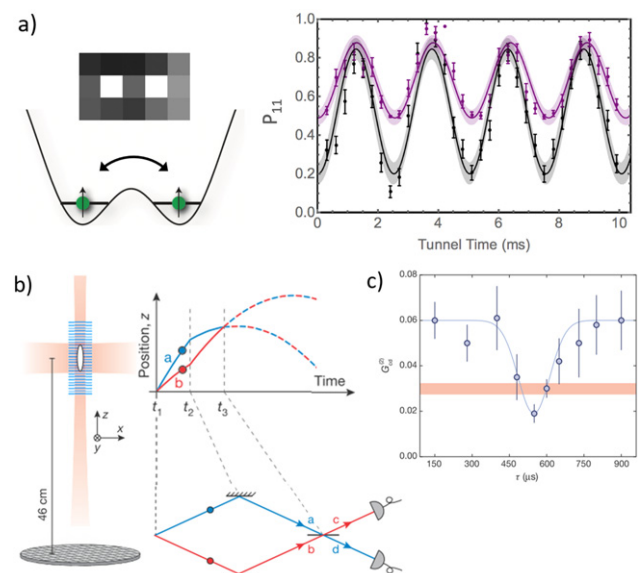 a)
P₁₁
1.0
0.8
0.6
0.4
0.2
0.0
0 2 4 6 8 10
Tunnel Time (ms)
b)
46 cm
z
x
y
Position, z
a
b
Time
t₁ t₂ t₃
a
b
c
d
c)
0.08
0.06
0.04
0.02
0.00
150 300 450 600 750 900
τ (μs)